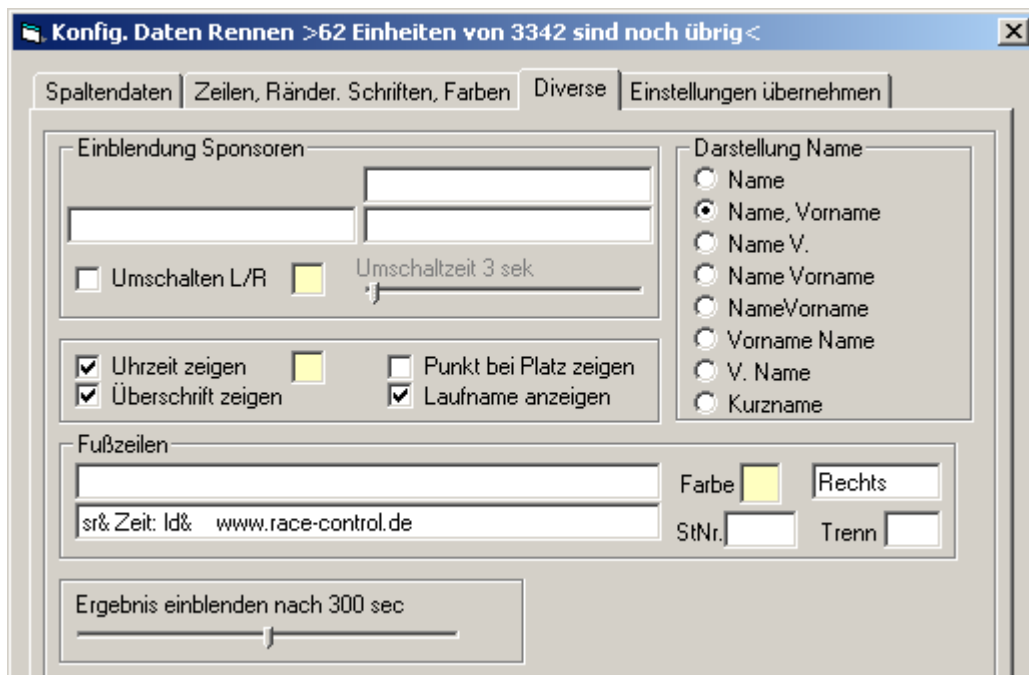 Konfig. Daten Rennen >62 Einheiten von 3342 sind noch übrig<
Spaltendaten
Zeilen, Ränder. Schriften, Farben
Diverse
Einstellungen übernehmen
Einblendung Sponsoren
Umschalten L/R
Umschaltzeit 3 sek
Darstellung Name
Name
Name, Vorname
Name V.
Name Vorname
NameVorname
Vorname Name
V. Name
Kurzname
Uhrzeit zeigen
Punkt bei Platz zeigen
Überschrift zeigen
Laufname anzeigen
Fußzeilen
Farbe
Rechts
sr& Zeit: ld& www.race-control.de
StNr.
Trenn
Ergebnis einblenden nach 300 sec